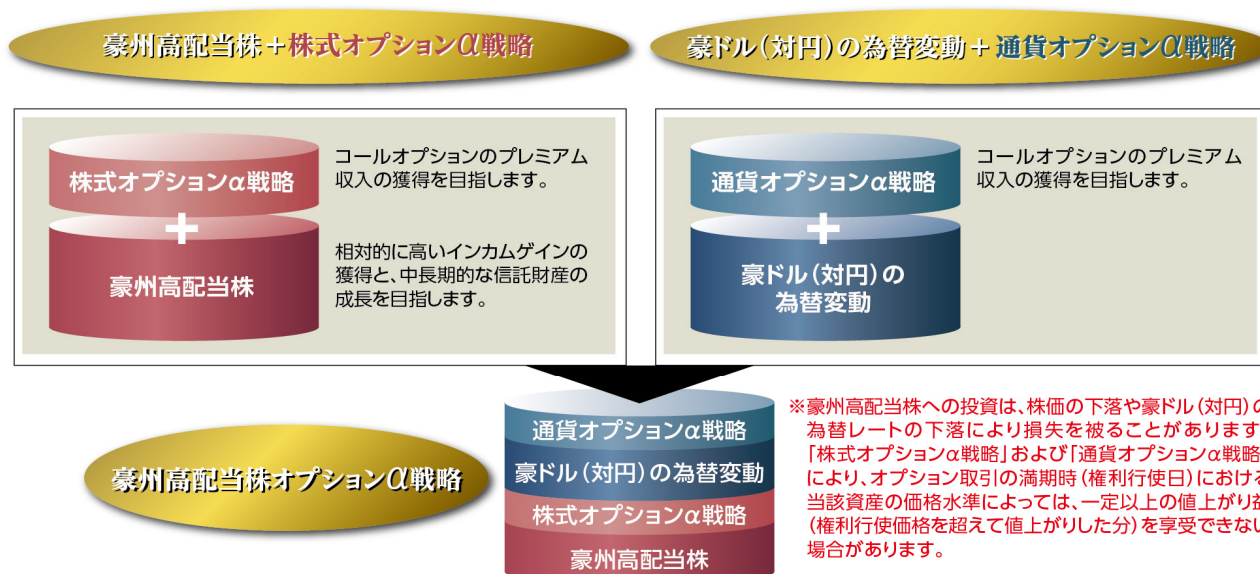 豪州高配当株＋株式オプションα戦略
豪ドル（対円）の為替変動＋通貨オプションα戦略
株式オプションα戦略
＋
豪州高配当株
コールオプションのプレミアム
収入の獲得を目指します。
相対的に高いインカムゲインの
獲得と、中長期的な信託財産の
成長を目指します。
通貨オプションα戦略
＋
豪ドル（対円）の
為替変動
コールオプションのプレミアム
収入の獲得を目指します。
豪州高配当株オプションα戦略
通貨オプションα戦略
豪ドル（対円）の為替変動
株式オプションα戦略
豪州高配当株
※豪州高配当株への投資は、株価の下落や豪ドル（対円）の
為替レートの下落により損失を被ることがあります
「株式オプションα戦略」および「通貨オプションα戦略
により、オプション取引の満期時（権利行使日）における
当該資産の価格水準によっては、一定以上の値上がり益
（権利行使価格を超えて値上がりした分）を享受できない
場合があります。